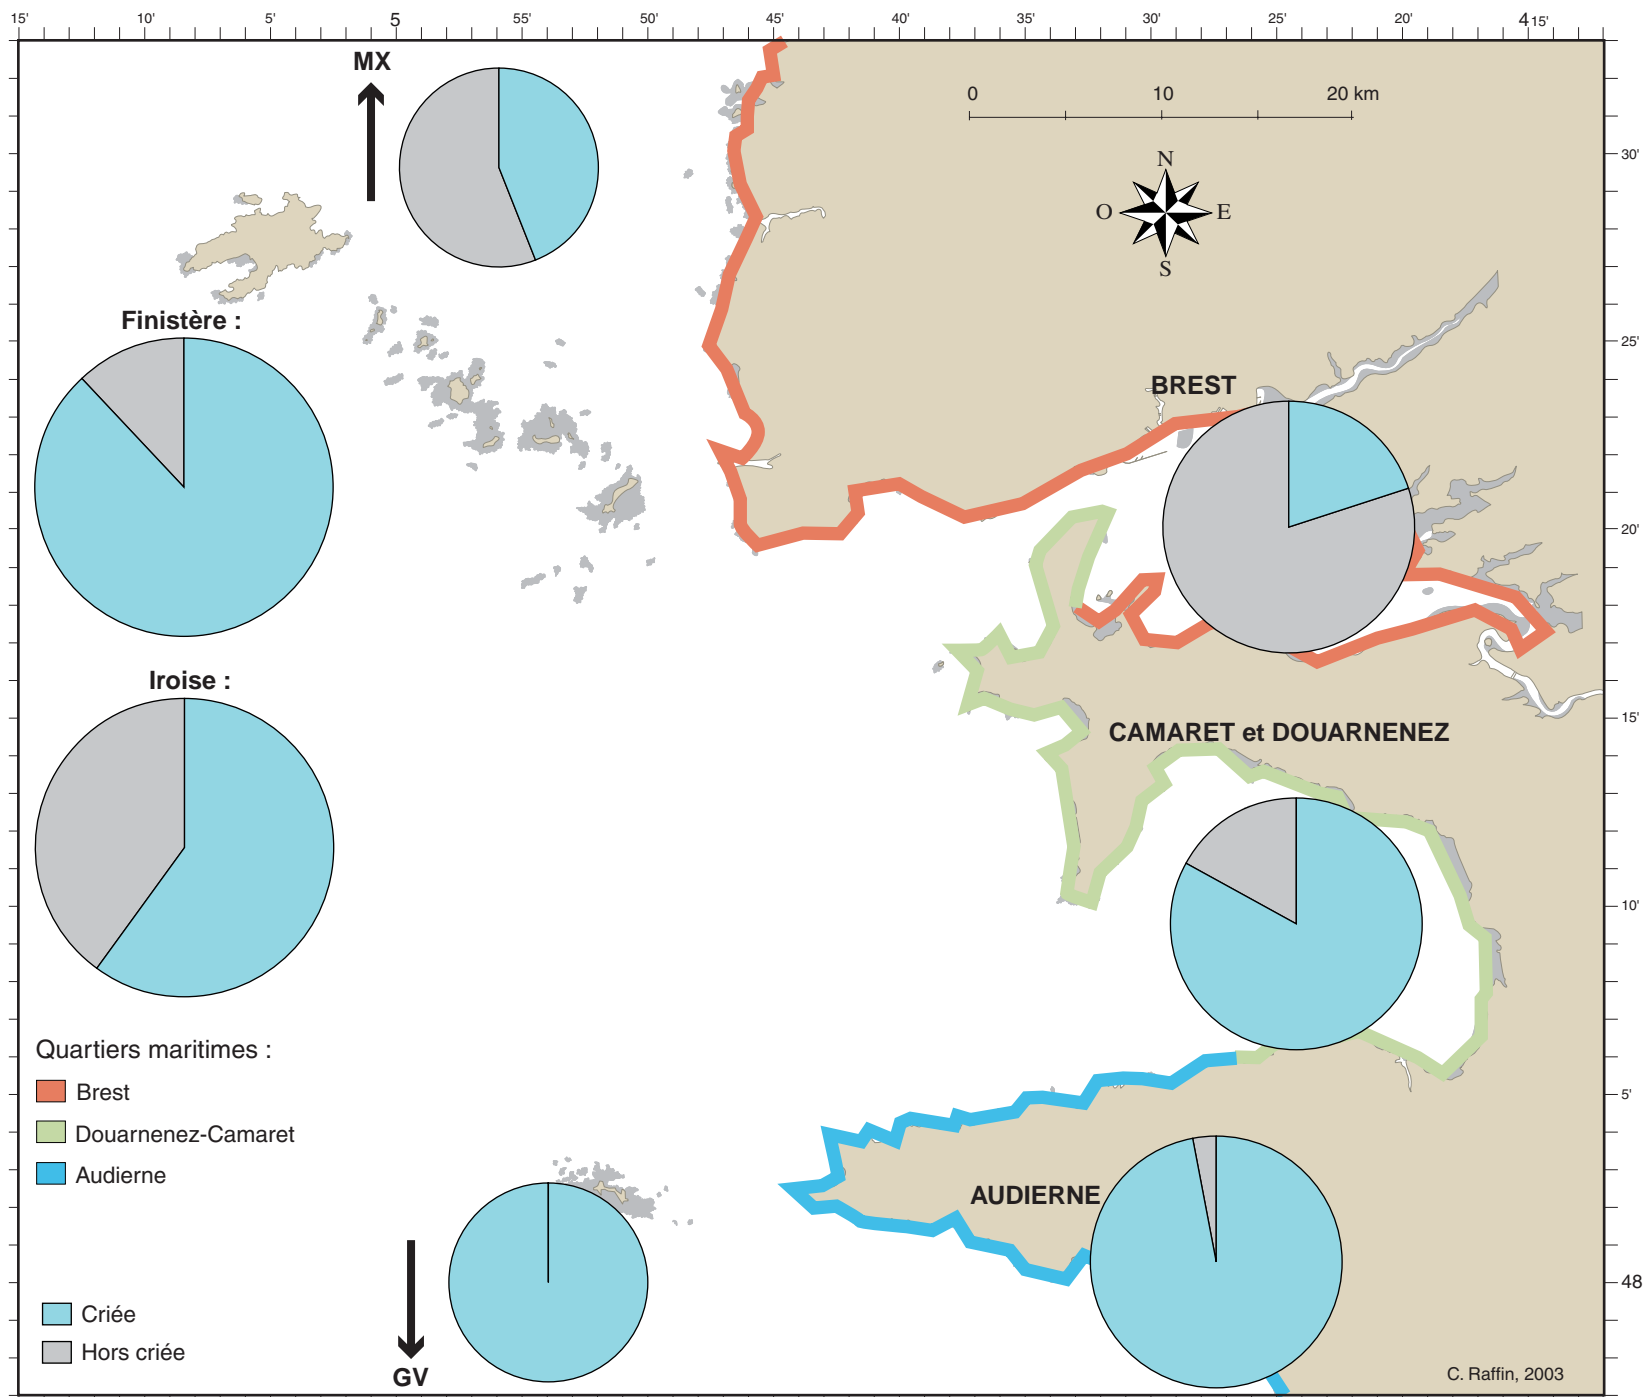 15' 10' 5' 5 55' 50' 45' 40' 35' 30' 25' 20' 4 15'
MX
0 10 20 km
N
O E
S
30'
Finistère :
25'
BREST
20'
Iroise :
15'
CAMARET et DOUARNENEZ
10'
Quartiers maritimes :
Brest
5'
Douarnenez-Camaret
Audierne
AUDIERNE
48
Criée
Hors criée
GV
C. Raffin, 2003